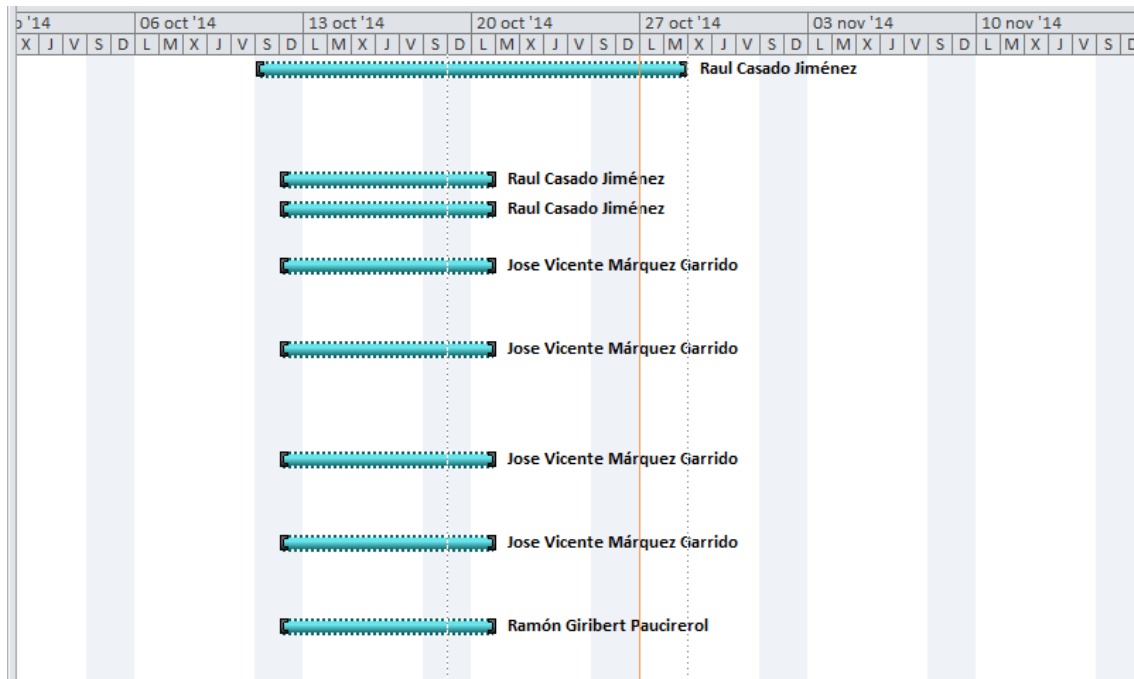 o '14 06 oct '14 13 oct '14 20 oct '14 27 oct '14 03 nov '14 10 nov '14
X J V S D L M X J V S D L M X J V S D L M X J V S D L M X J V S D L M X J V S D L M X J V S D
Raul Casado Jiménez
Raul Casado Jiménez
Raul Casado Jiménez
Jose Vicente Márquez Garrido
Jose Vicente Márquez Garrido
Jose Vicente Márquez Garrido
Jose Vicente Márquez Garrido
Ramón Giribert Paucirerol